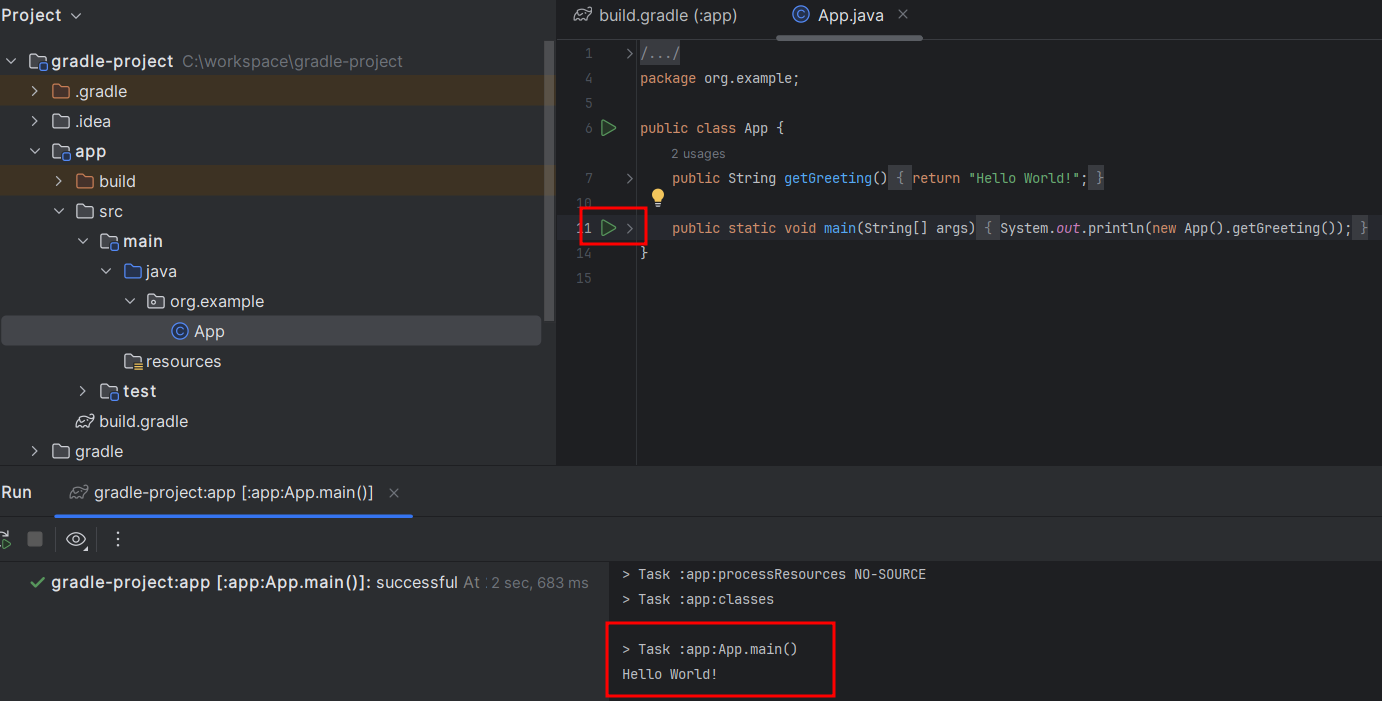 Project
gradle-project C:\workspace\gradle-project
.gradle
.idea
app
build
src
main
java
org.example
App
resources
test
build.gradle
gradle
build.gradle (:app)
App.java
1 /.../
4 package org.example;
5
6 public class App {
2 usages
7 public String getGreeting() { return "Hello World!"; }
10
11 public static void main(String[] args) { System.out.println(new App().getGreeting()); }
14 }
15
Run
gradle-project:app [:app:App.main()]
gradle-project:app [:app:App.main()]: successful At 2 sec, 683 ms
> Task :app:processResources NO-SOURCE
> Task :app:classes
> Task :app:App.main()
Hello World!